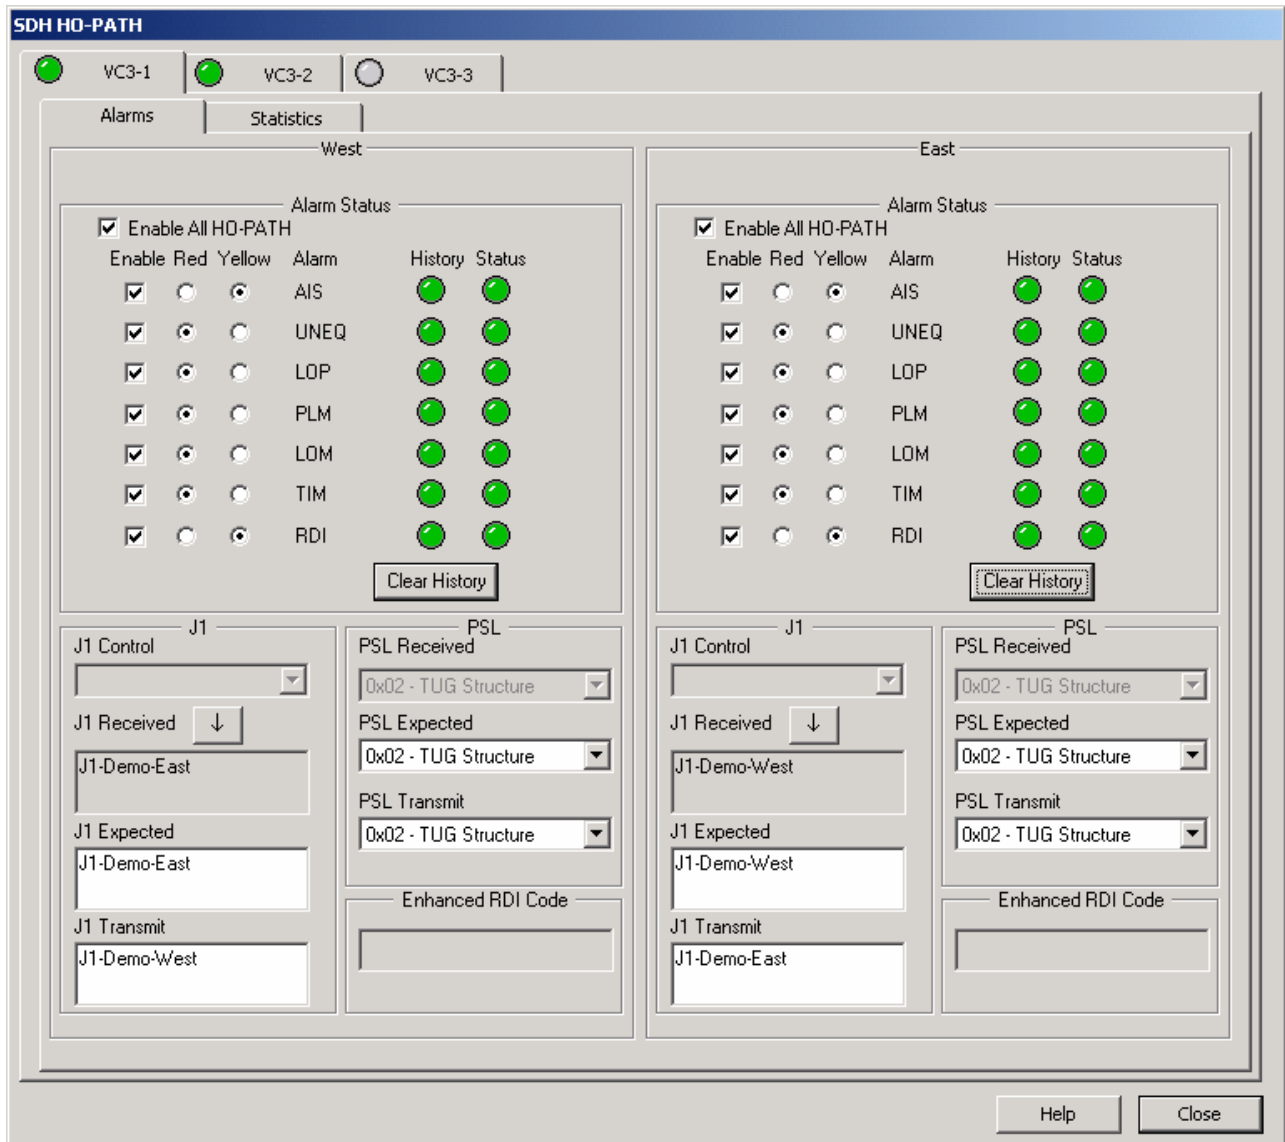 SDH HO-PATH
VC3-1 VC3-2 VC3-3
Alarms Statistics
West
Alarm Status
Enable All HO-PATH
Enable Red Yellow Alarm History Status
AIS
UNEQ
LOP
PLM
LOM
TIM
RDI
Clear History
J1
J1 Control
J1 Received ↓
J1-Demo-East
J1 Expected
J1-Demo-East
J1 Transmit
J1-Demo-West
PSL
PSL Received
0x02 - TUG Structure
PSL Expected
0x02 - TUG Structure
PSL Transmit
0x02 - TUG Structure
Enhanced RDI Code
East
Alarm Status
Enable All HO-PATH
Enable Red Yellow Alarm History Status
AIS
UNEQ
LOP
PLM
LOM
TIM
RDI
Clear History
J1
J1 Control
J1 Received ↓
J1-Demo-West
J1 Expected
J1-Demo-West
J1 Transmit
J1-Demo-East
PSL
PSL Received
0x02 - TUG Structure
PSL Expected
0x02 - TUG Structure
PSL Transmit
0x02 - TUG Structure
Enhanced RDI Code
Help Close